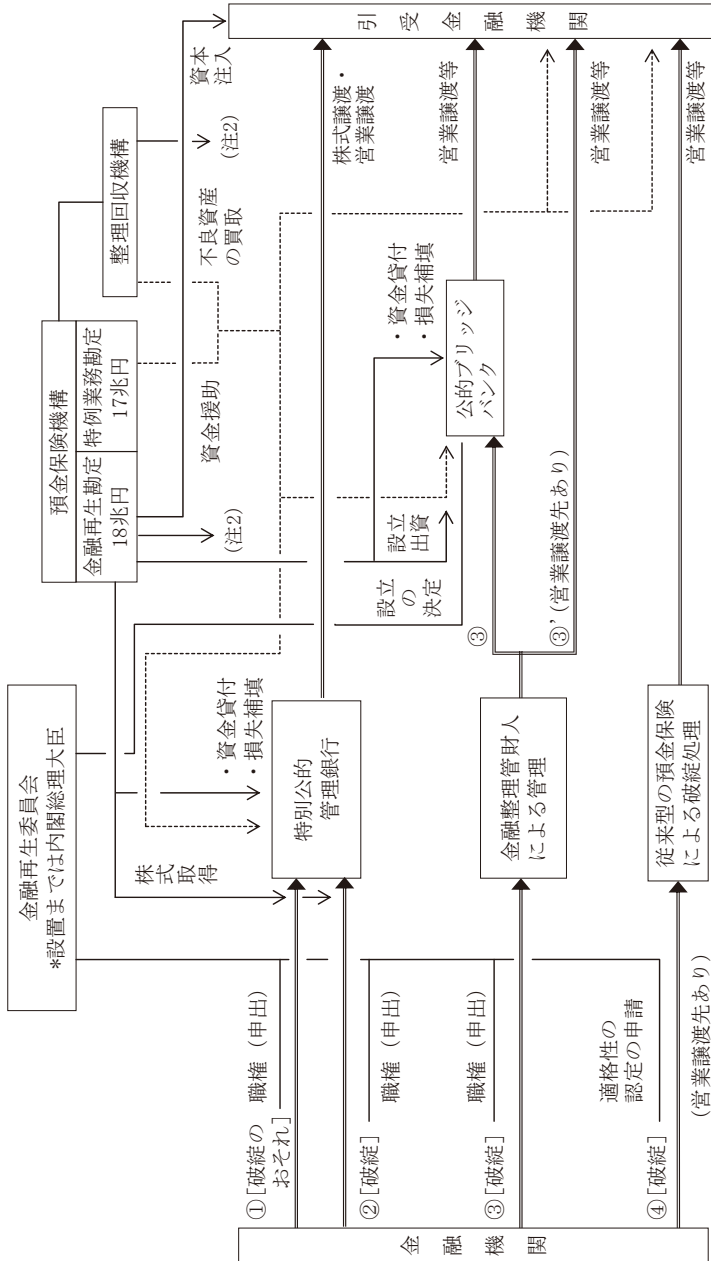 金融再生委員会
*設置までは内閣総理大臣
預金保険機構
金融再生勘定
18兆円
特例業務勘定
17兆円
整理回収機構
金融機関
①[破綻の
おそれ]
職権（申出）
②[破綻]
職権（申出）
③[破綻]
職権（申出）
④[破綻]
適格性の
認定の申請
(営業譲渡先あり)
株式
取得
・資金貸付
・損失補填
特別公的
管理銀行
金融整理管財人
による管理
従来型の預金保険
による破綻処理
設立
の
決定
設立
出資
(注2)
資金援助
不良資産
の買取
(注2)
資本
注入
③
③’(営業譲渡先あり)
・資金貸付
・損失補填
公的ブリッジ
バンク
株式譲渡・
営業譲渡
営業譲渡等
営業譲渡等
営業譲渡等
引受金融機関